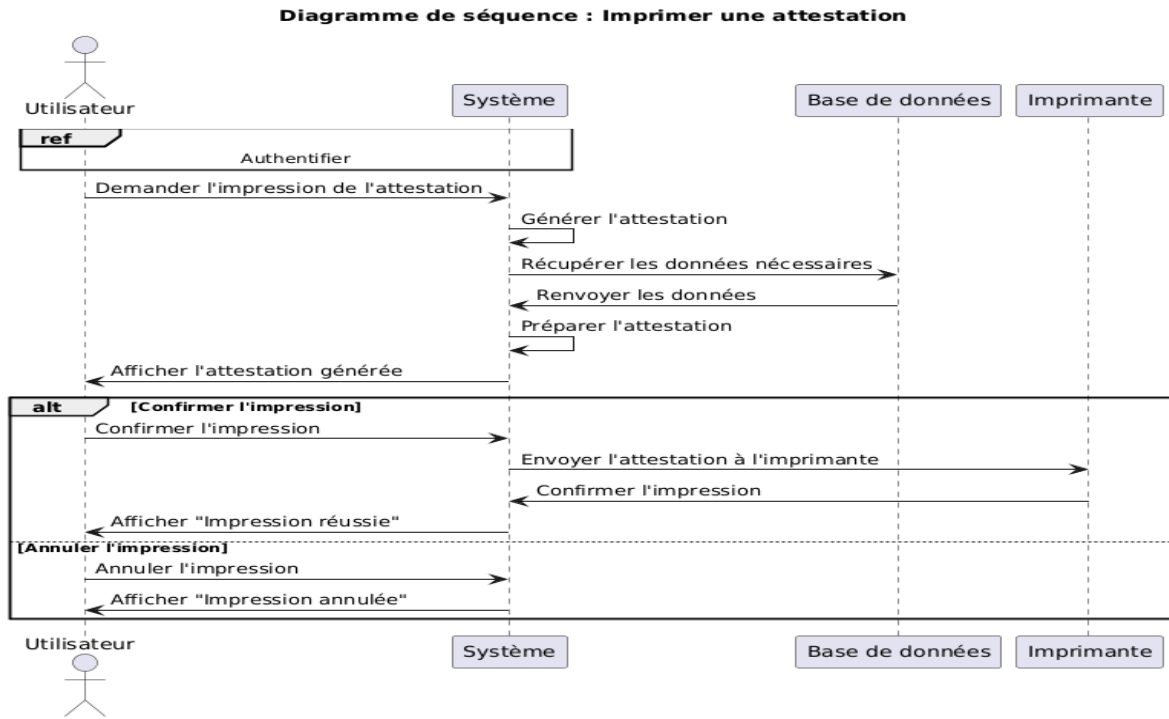 Diagramme de séquence : Imprimer une attestation
Utilisateur
Système
Base de données
Imprimante
ref
Authentifier
Demander l'impression de l'attestation
Générer l'attestation
Récupérer les données nécessaires
Renvoyer les données
Préparer l'attestation
Afficher l'attestation générée
alt
[Confirmer l'impression]
Confirmer l'impression
Envoyer l'attestation à l'imprimante
Confirmer l'impression
Afficher "Impression réussie"
[Annuler l'impression]
Annuler l'impression
Afficher "Impression annulée"
Utilisateur
Système
Base de données
Imprimante